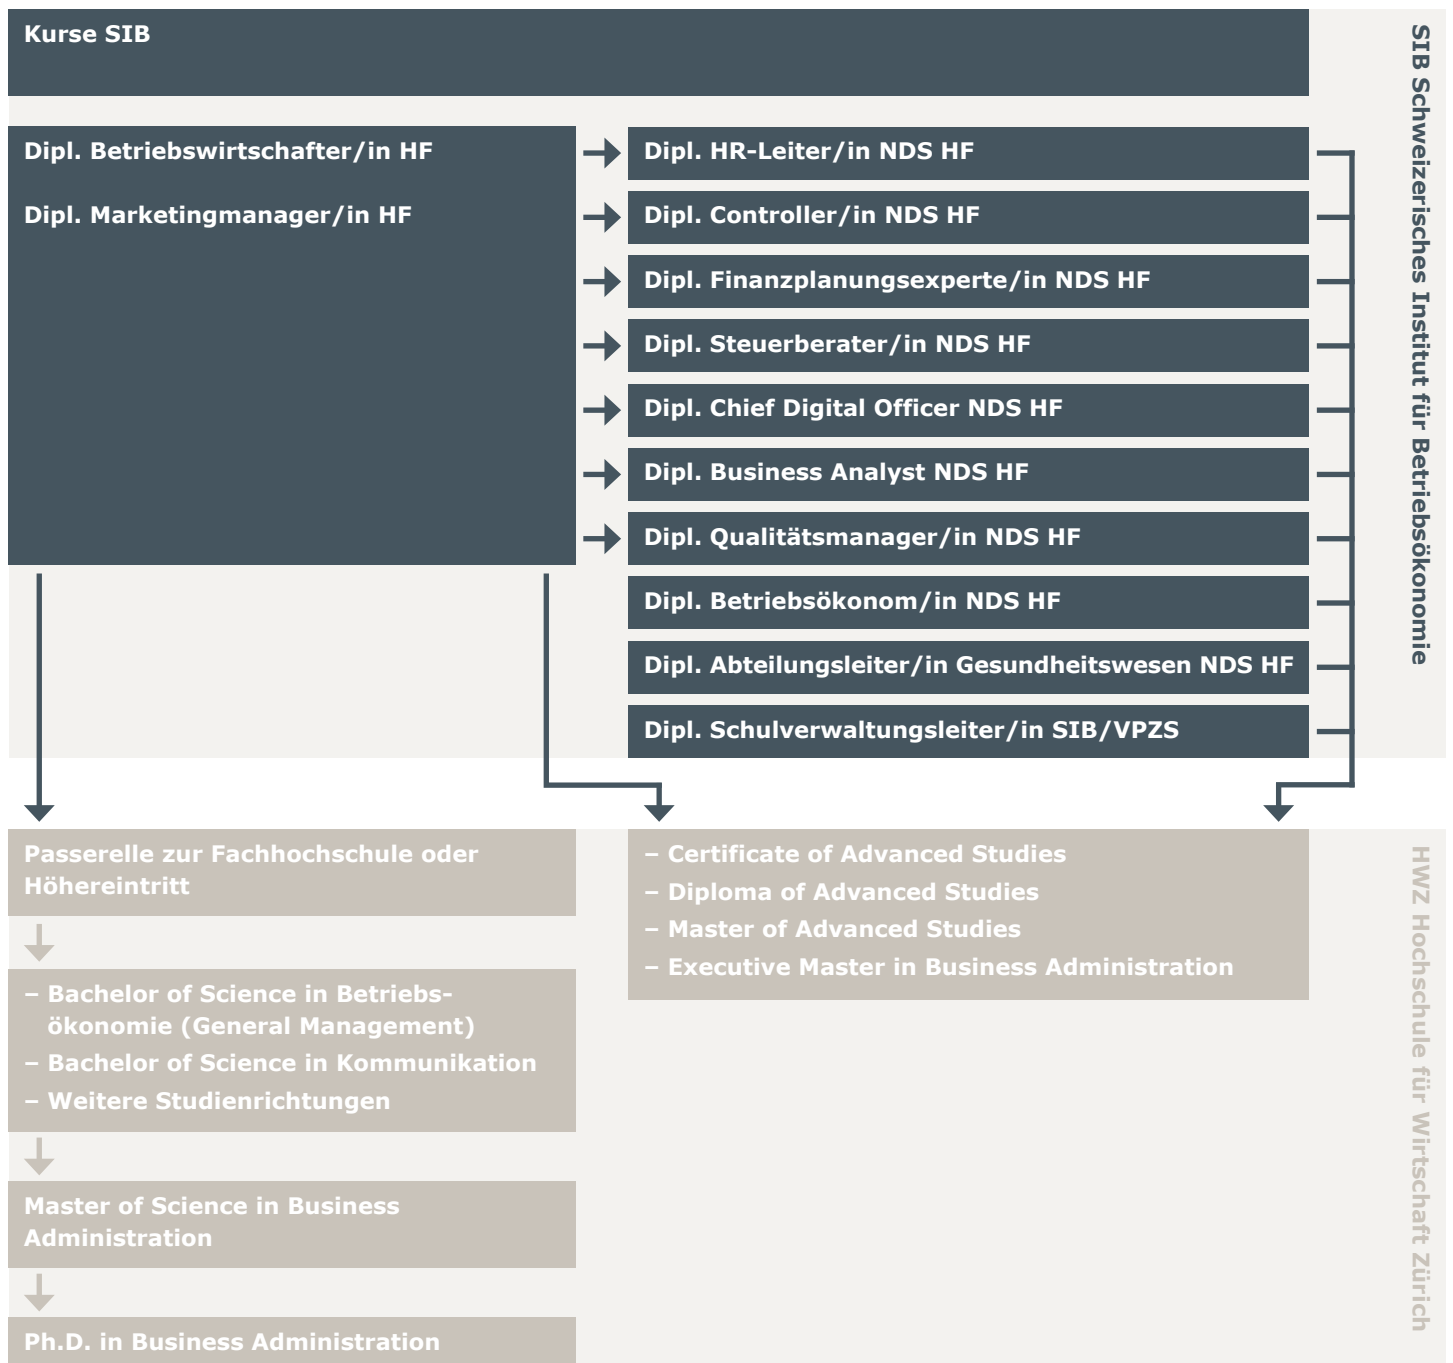 Kurse SIB
Dipl. Betriebswirtschafter/in HF
Dipl. Marketingmanager/in HF
Dipl. HR-Leiter/in NDS HF
Dipl. Controller/in NDS HF
Dipl. Finanzplanungsexperte/in NDS HF
Dipl. Steuerberater/in NDS HF
Dipl. Chief Digital Officer NDS HF
Dipl. Business Analyst NDS HF
Dipl. Qualitätsmanager/in NDS HF
Dipl. Betriebsökonom/in NDS HF
Dipl. Abteilungsleiter/in Gesundheitswesen NDS HF
Dipl. Schulverwaltungsleiter/in SIB/VPZS
SIB Schweizerisches Institut für Betriebsökonomie
Passerelle zur Fachhochschule oder
Höhereintritt
– Bachelor of Science in Betriebs-
ökonomie (General Management)
– Bachelor of Science in Kommunikation
– Weitere Studienrichtungen
Master of Science in Business
Administration
Ph.D. in Business Administration
– Certificate of Advanced Studies
– Diploma of Advanced Studies
– Master of Advanced Studies
– Executive Master in Business Administration
HWZ Hochschule für Wirtschaft Zürich